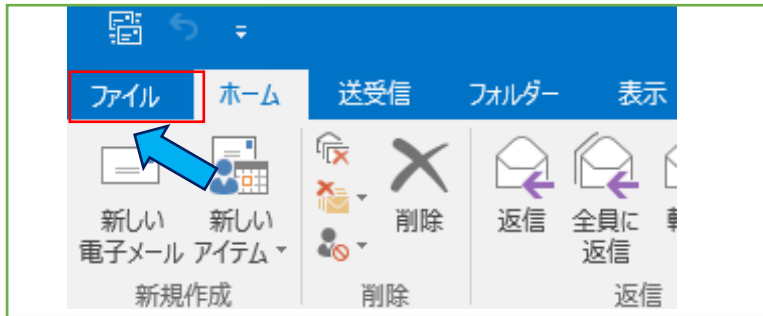 ファイル ホーム 送受信 フォルダー 表示
新しい 新しい 削除 返信 全員に
電子メール アイテム 返信
新規作成 削除 返信